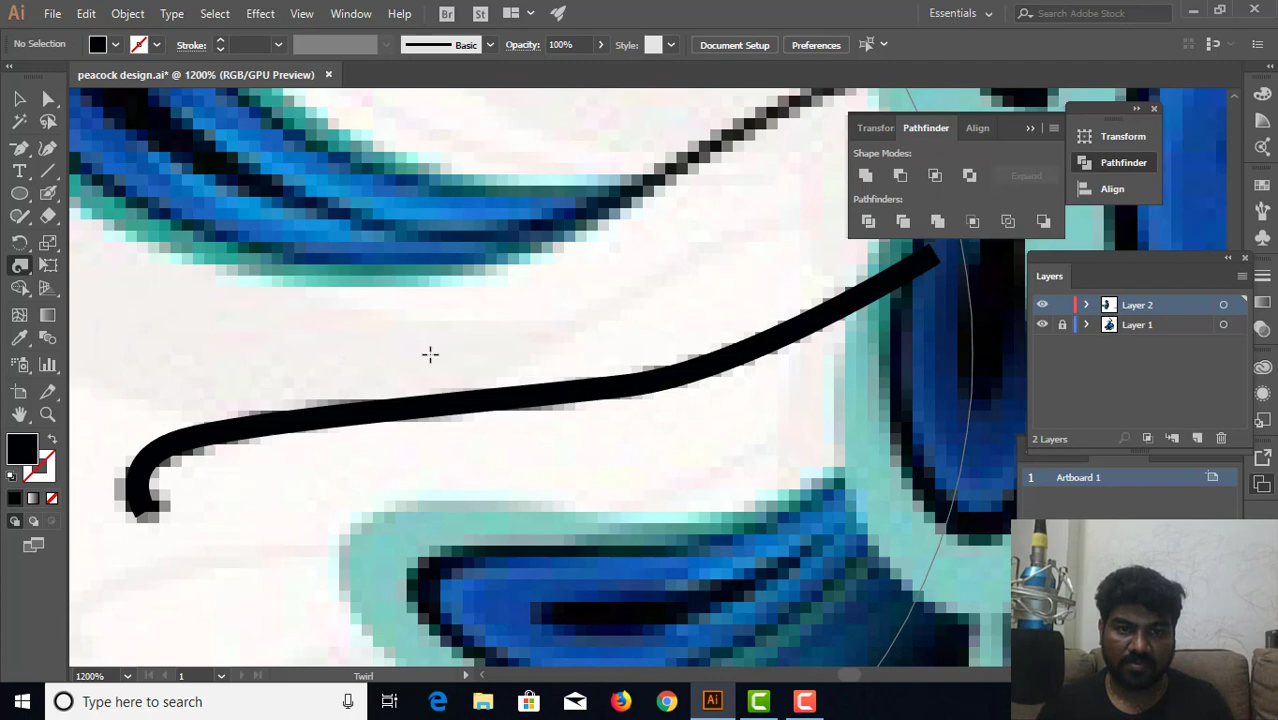 Ai File Edit Object Type Select Effect View Window Help Br St Essentials Search Adobe Stock
No Selection Stroke: Basic Opacity: 100% Style: Document Setup Preferences
peacock design.ai* @ 1200% (RGB/GPU Preview)
Transfor Pathfinder Align
Shape Modes:
Expand
Pathfinders:
Transform
Pathfinder
Align
Layers
Layer 2
Layer 1
2 Layers
1 Artboard 1
1200% 1 Twirl
Type here to search
Ai